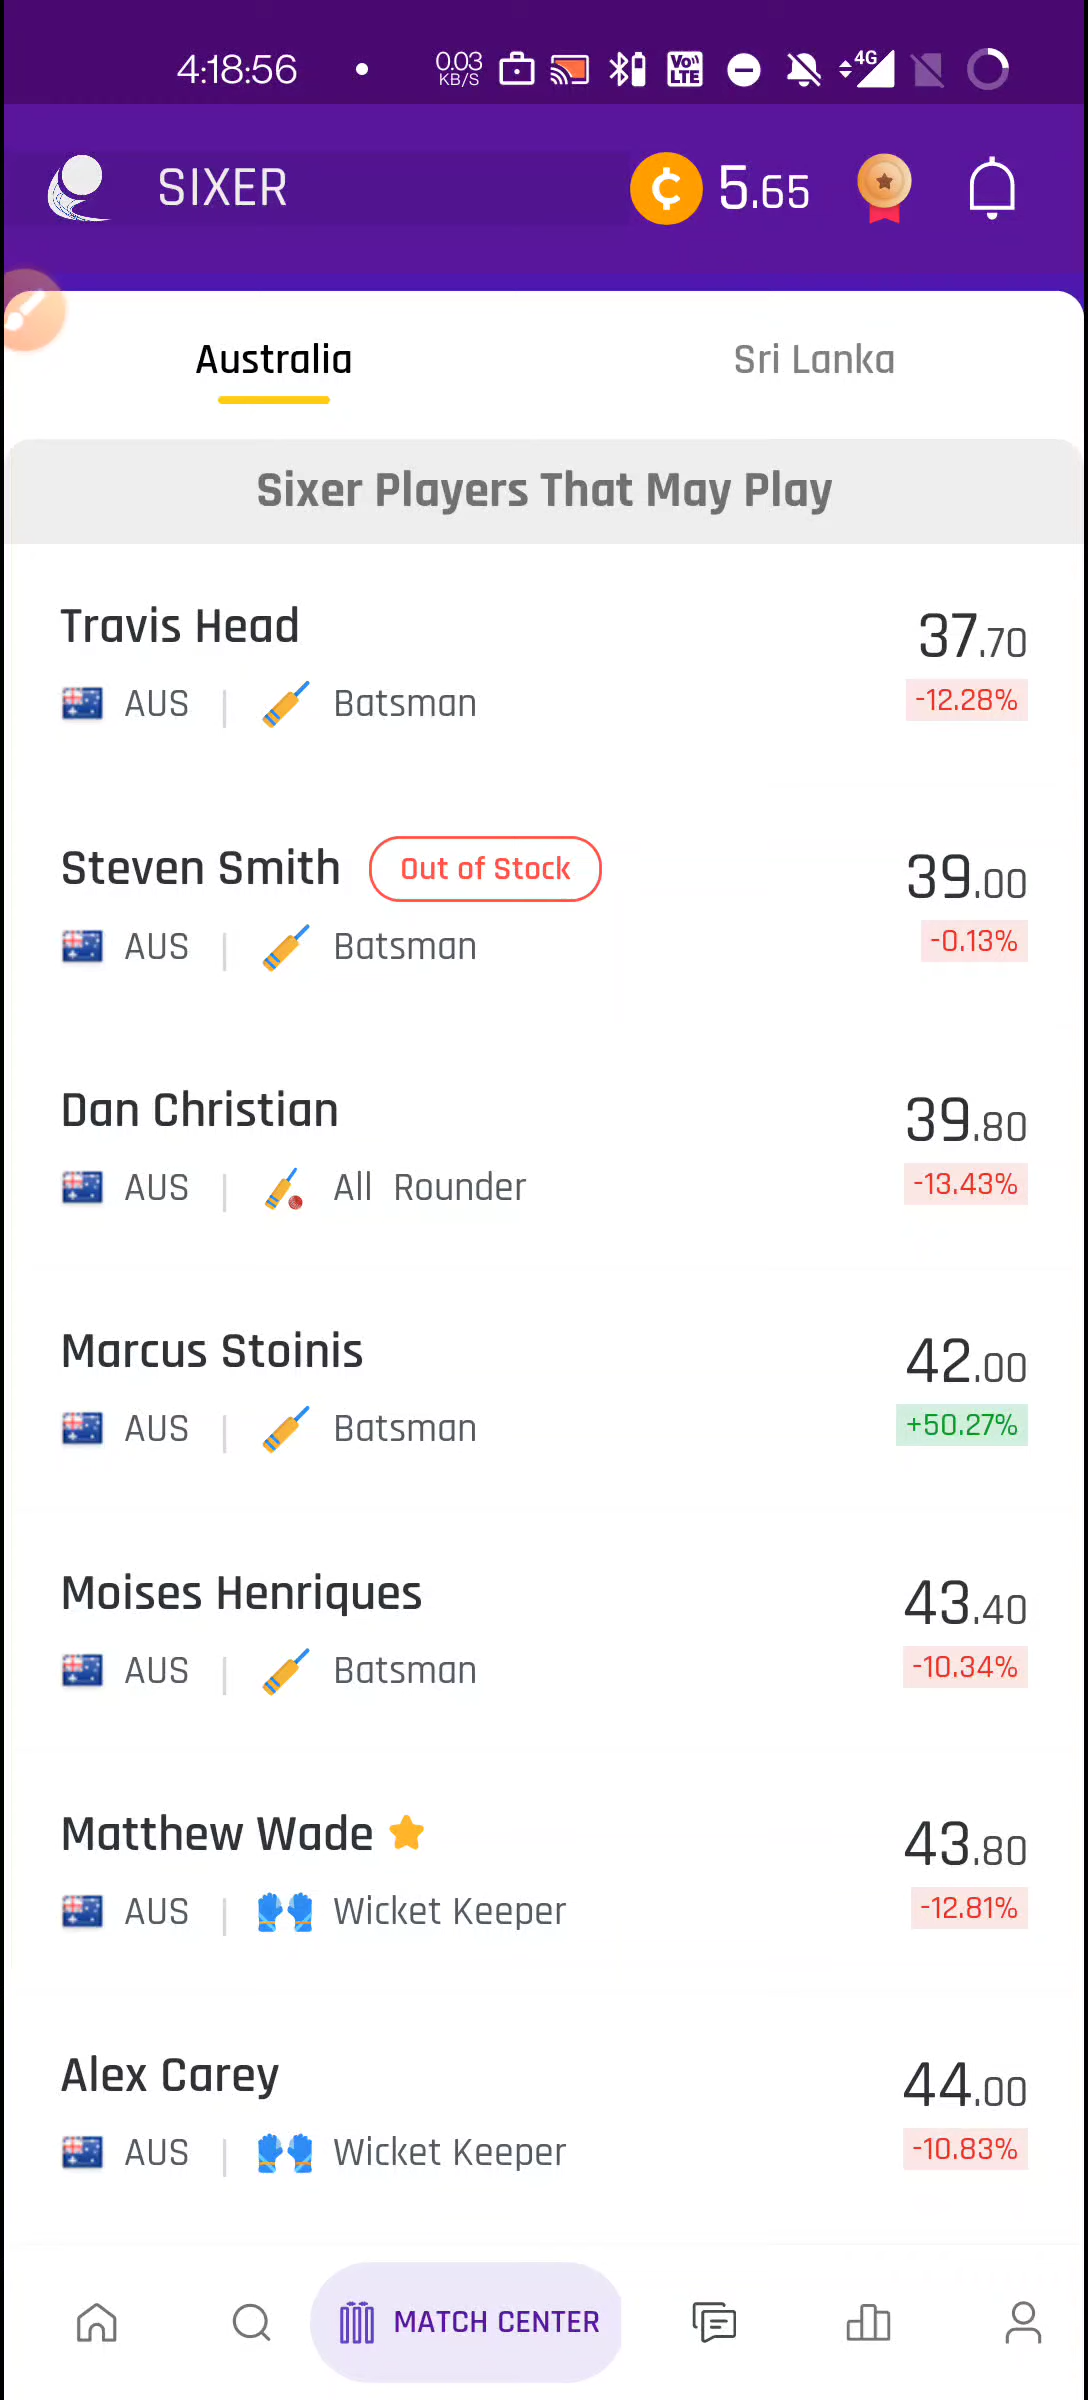 4:18:56 0.03 KB/S Vo)) LTE 4G
SIXER 5.65
Australia Sri Lanka
Sixer Players That May Play
Travis Head 37.70
AUS | Batsman -12.28%
Steven Smith Out of Stock 39.00
AUS | Batsman -0.13%
Dan Christian 39.80
AUS | All Rounder -13.43%
Marcus Stoinis 42.00
AUS | Batsman +50.27%
Moises Henriques 43.40
AUS | Batsman -10.34%
Matthew Wade 43.80
AUS | Wicket Keeper -12.81%
Alex Carey 44.00
AUS | Wicket Keeper -10.83%
MATCH CENTER